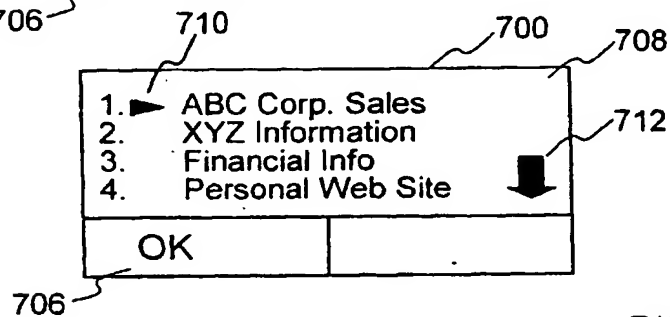 706
710
700
708
1. ABC Corp. Sales
712
2. XYZ Information
3. Financial Info
4. Personal Web Site
OK
706